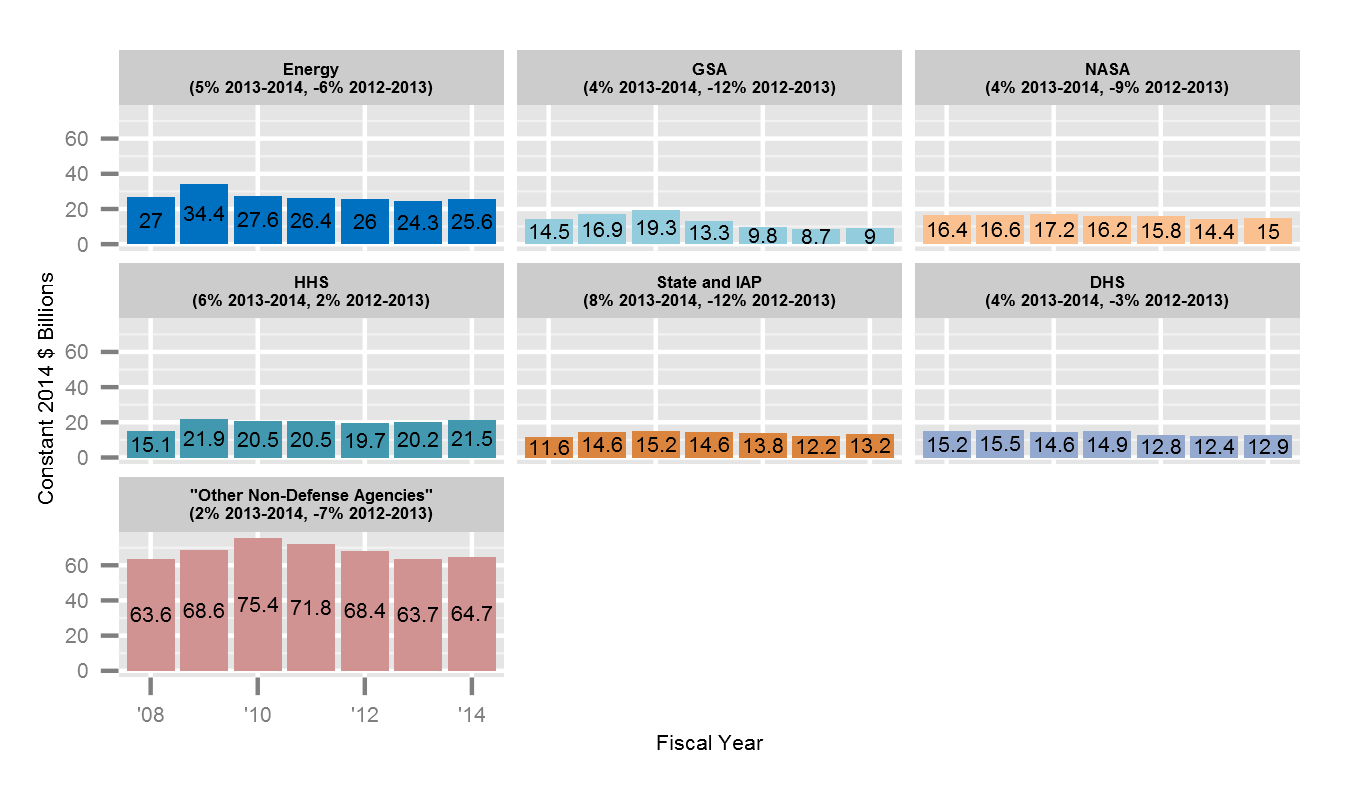 Energy
(5% 2013-2014, -6% 2012-2013)
GSA
(4% 2013-2014, -12% 2012-2013)
NASA
(4% 2013-2014, -9% 2012-2013)
60
40
20
0
27 34.4 27.6 26.4 26 24.3 25.6
14.5 16.9 19.3 13.3 9.8 8.7 9
16.4 16.6 17.2 16.2 15.8 14.4 15
HHS
(6% 2013-2014, 2% 2012-2013)
State and IAP
(8% 2013-2014, -12% 2012-2013)
DHS
(4% 2013-2014, -3% 2012-2013)
Constant 2014 $ Billions
60
40
20
0
15.1 21.9 20.5 20.5 19.7 20.2 21.5
11.6 14.6 15.2 14.6 13.8 12.2 13.2
15.2 15.5 14.6 14.9 12.8 12.4 12.9
"Other Non-Defense Agencies"
(2% 2013-2014, -7% 2012-2013)
60
40
20
0
63.6 68.6 75.4 71.8 68.4 63.7 64.7
'08 '10 '12 '14
Fiscal Year